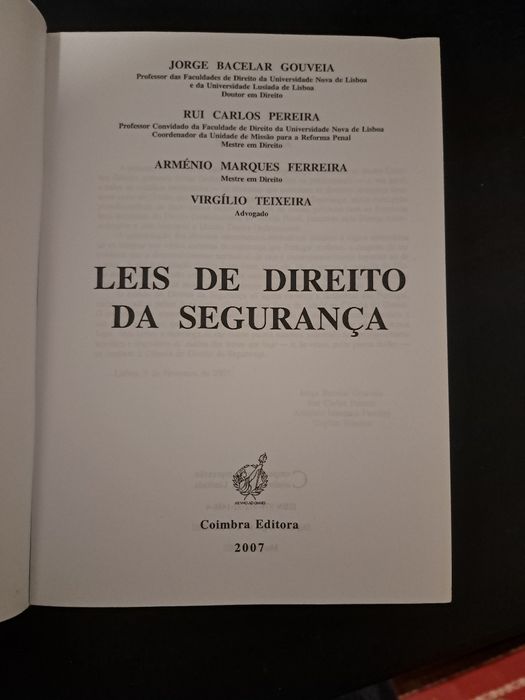 JORGE BACELAR GOUVEIA
Professor das Faculdades de Direito da Universidade Nova de Lisboa
e da Universidade Lusíada de Lisboa
Doutor em Direito
RUI CARLOS PEREIRA
Professor Convidado da Faculdade de Direito da Universidade Nova de Lisboa
Coordenador da Unidade de Missão para a Reforma Penal
Mestre em Direito
ARMÉNIO MARQUES FERREIRA
Mestre em Direito
VIRGÍLIO TEIXEIRA
Advogado
LEIS DE DIREITO
DA SEGURANÇA
Coimbra Editora
2007